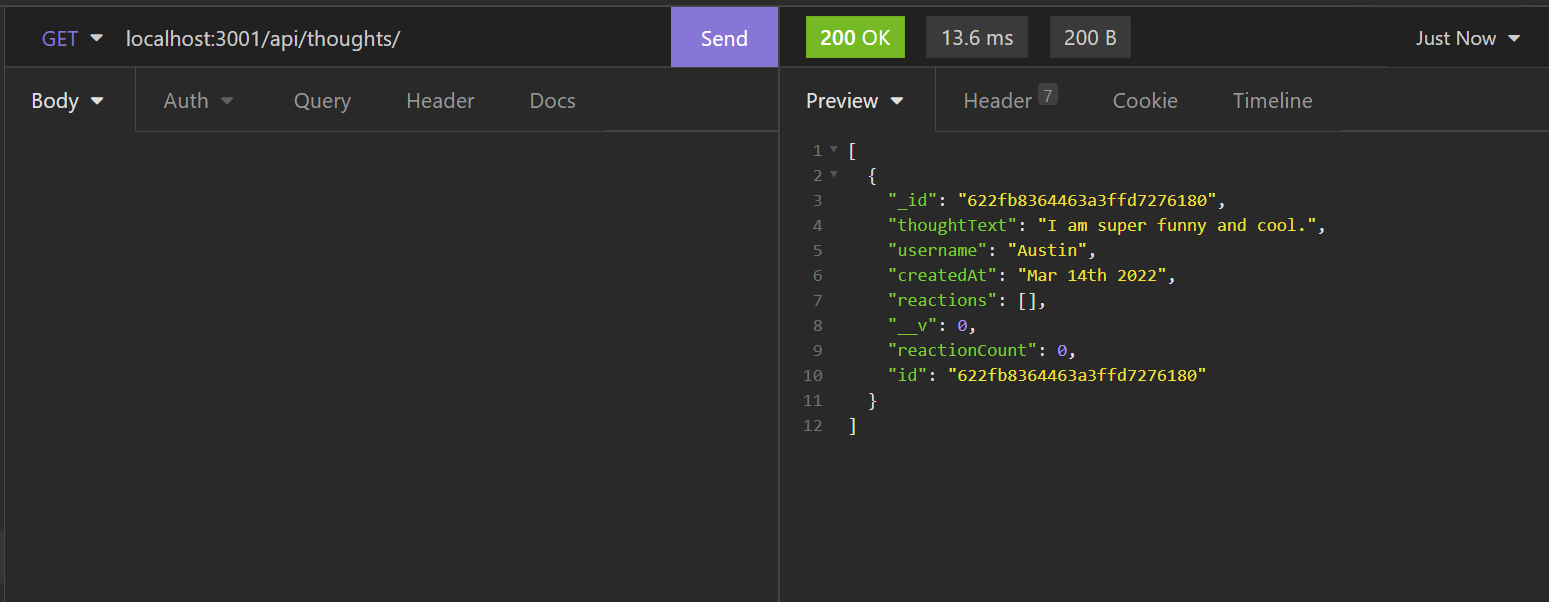 GET localhost:3001/api/thoughts/ Send 200 OK 13.6 ms 200 B Just Now
Body Auth Query Header Docs Preview Header 7 Cookie Timeline
1 [
2 {
3 "_id": "622fb8364463a3ffd7276180",
4 "thoughtText": "I am super funny and cool.",
5 "username": "Austin",
6 "createdAt": "Mar 14th 2022",
7 "reactions": [],
8 "__v": 0,
9 "reactionCount": 0,
10 "id": "622fb8364463a3ffd7276180"
11 }
12 ]